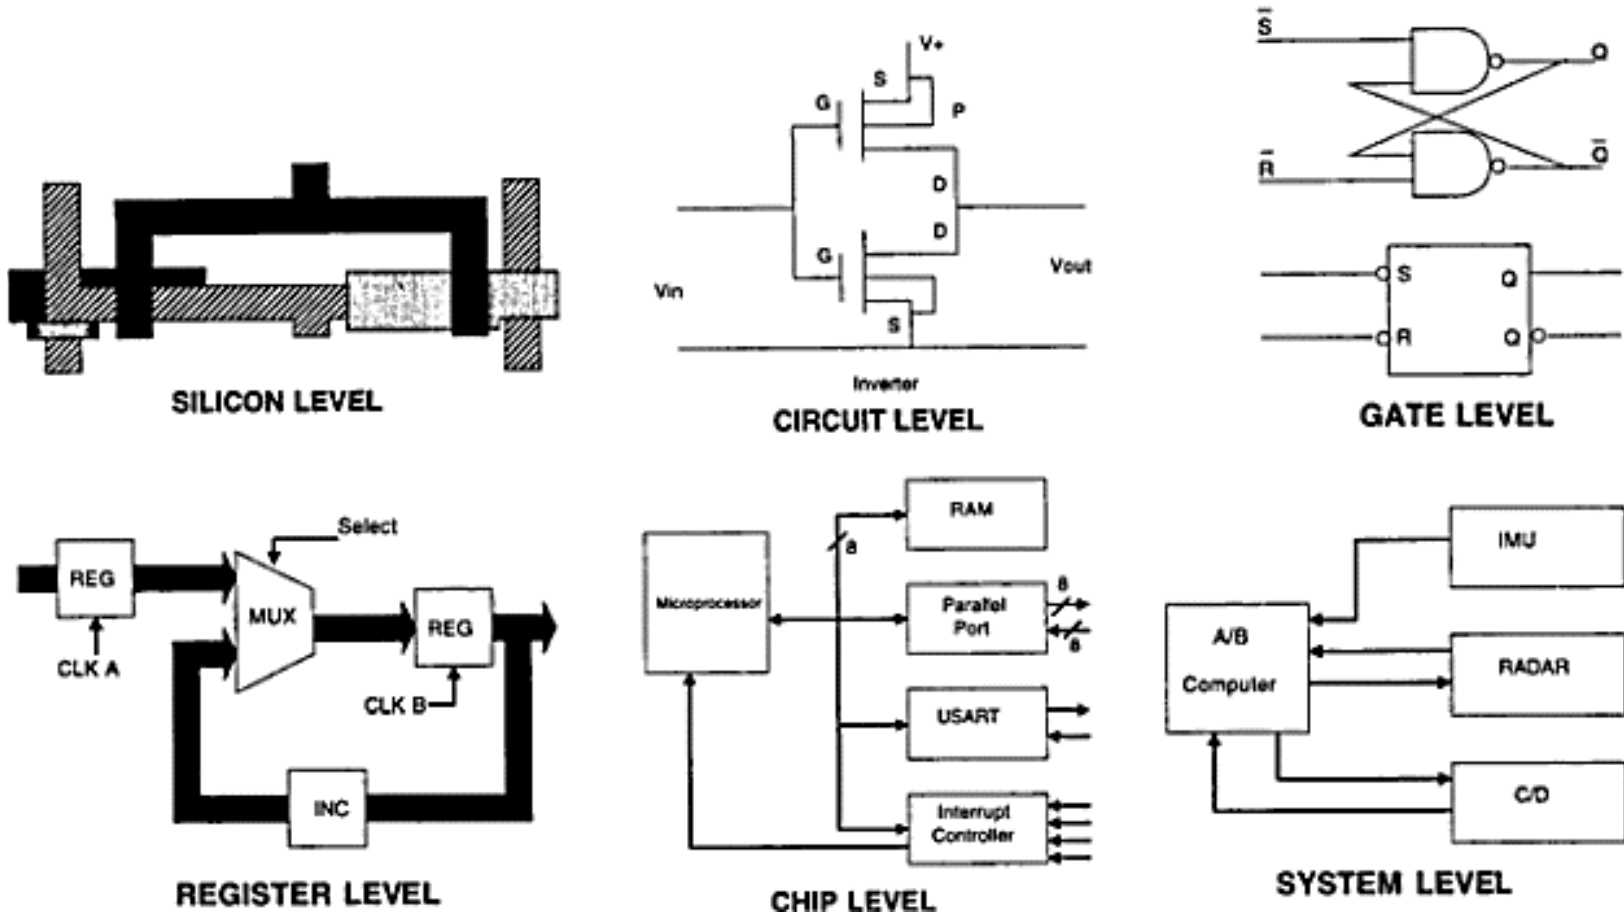 SILICON LEVEL
V+
S
G
P
D
D
G
S
Vin
Vout
Inverter
CIRCUIT LEVEL
S̅
Q
R̅
Q̅
S
Q
R
Q
GATE LEVEL
Select
REG
MUX
REG
CLK A
CLK B
INC
REGISTER LEVEL
RAM
8
Microprocessor
Parallel
Port
8
8
USART
Interrupt
Controller
CHIP LEVEL
IMU
A/B
Computer
RADAR
C/D
SYSTEM LEVEL